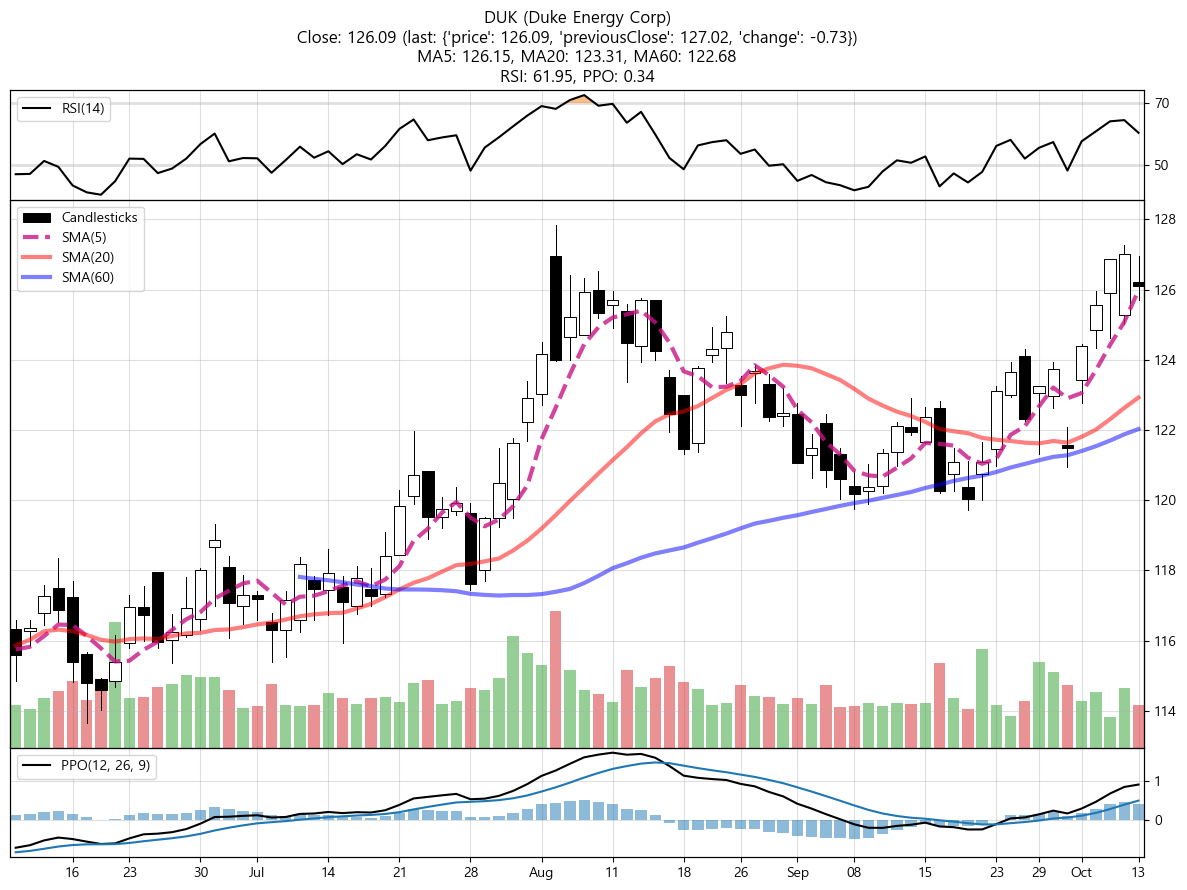 DUK (Duke Energy Corp)
Close: 126.09 (last: {'price': 126.09, 'previousClose': 127.02, 'change': -0.73})
MA5: 126.15, MA20: 123.31, MA60: 122.68
RSI: 61.95, PPO: 0.34
RSI(14)
70
50
Candlesticks
SMA(5)
SMA(20)
SMA(60)
128
126
124
122
120
118
116
114
PPO(12, 26, 9)
1
0
16 23 30 Jul 14 21 28 Aug 11 18 26 Sep 08 15 23 29 Oct 13